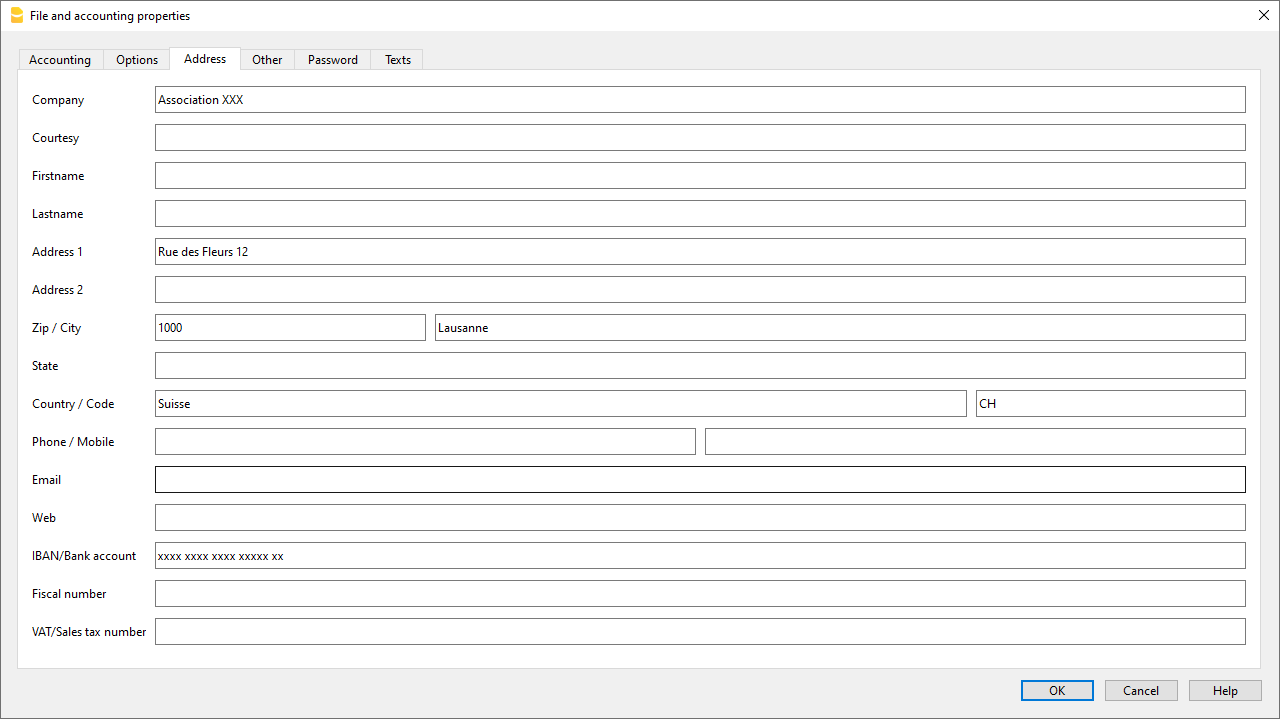 File and accounting properties
Accounting Options Address Other Password Texts
Company Association XXX
Courtesy
Firstname
Lastname
Address 1 Rue des Fleurs 12
Address 2
Zip / City 1000 Lausanne
State
Country / Code Suisse CH
Phone / Mobile
Email
Web
IBAN/Bank account xxxx xxxx xxxx xxxxx xx
Fiscal number
VAT/Sales tax number
OK Cancel Help